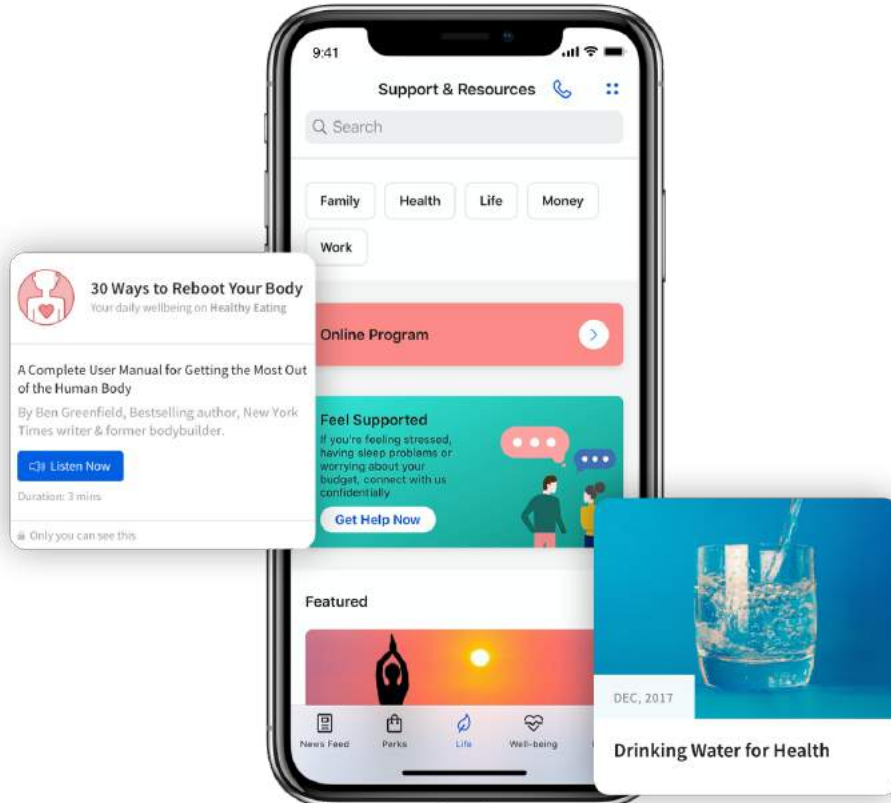 9:41
Support & Resources
Search
Family
Health
Life
Money
Work
30 Ways to Reboot Your Body
Your daily wellbeing on Healthy Eating
A Complete User Manual for Getting the Most Out
of the Human Body
By Ben Greenfield, Bestselling author, New York
Times writer & former bodybuilder.
Listen Now
Duration: 3 mins
Only you can see this
Online Program
Feel Supported
If you're feeling stressed,
having sleep problems or
worrying about your
budget, connect with us
confidentially
Get Help Now
Featured
News Feed
Perks
Life
Well-being
DEC, 2017
Drinking Water for Health